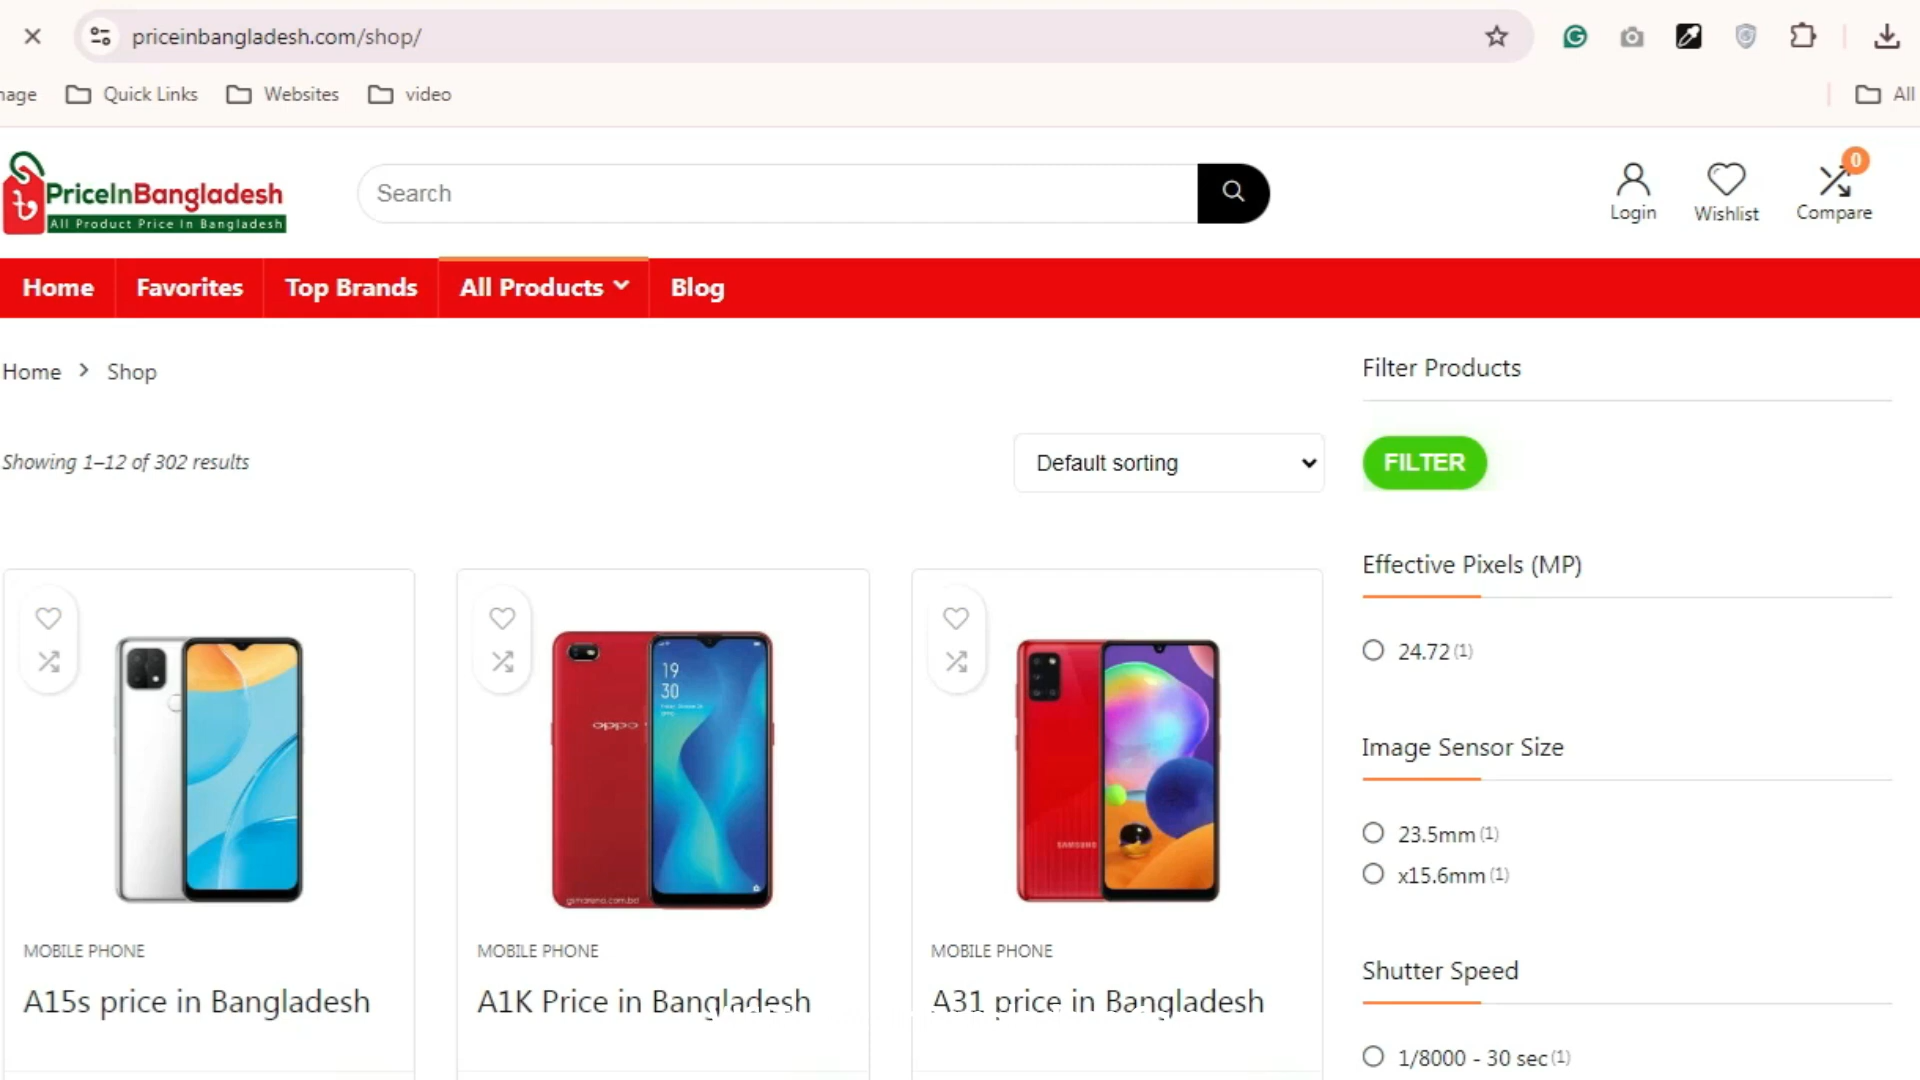 priceinbangladesh.com/shop/
Quick Links
Websites
video
All
PriceInBangladesh
All Product Price In Bangladesh
Search
Login
Wishlist
0
Compare
Home
Favorites
Top Brands
All Products
Blog
Home > Shop
Filter Products
Showing 1–12 of 302 results
Default sorting
FILTER
Effective Pixels (MP)
24.72 (1)
Image Sensor Size
23.5mm (1)
x15.6mm (1)
Shutter Speed
1/8000 - 30 sec (1)
19
30
oppo
gsmarena.com.bd
SAMSUNG
MOBILE PHONE
A15s price in Bangladesh
MOBILE PHONE
A1K Price in Bangladesh
MOBILE PHONE
A31 price in Bangladesh